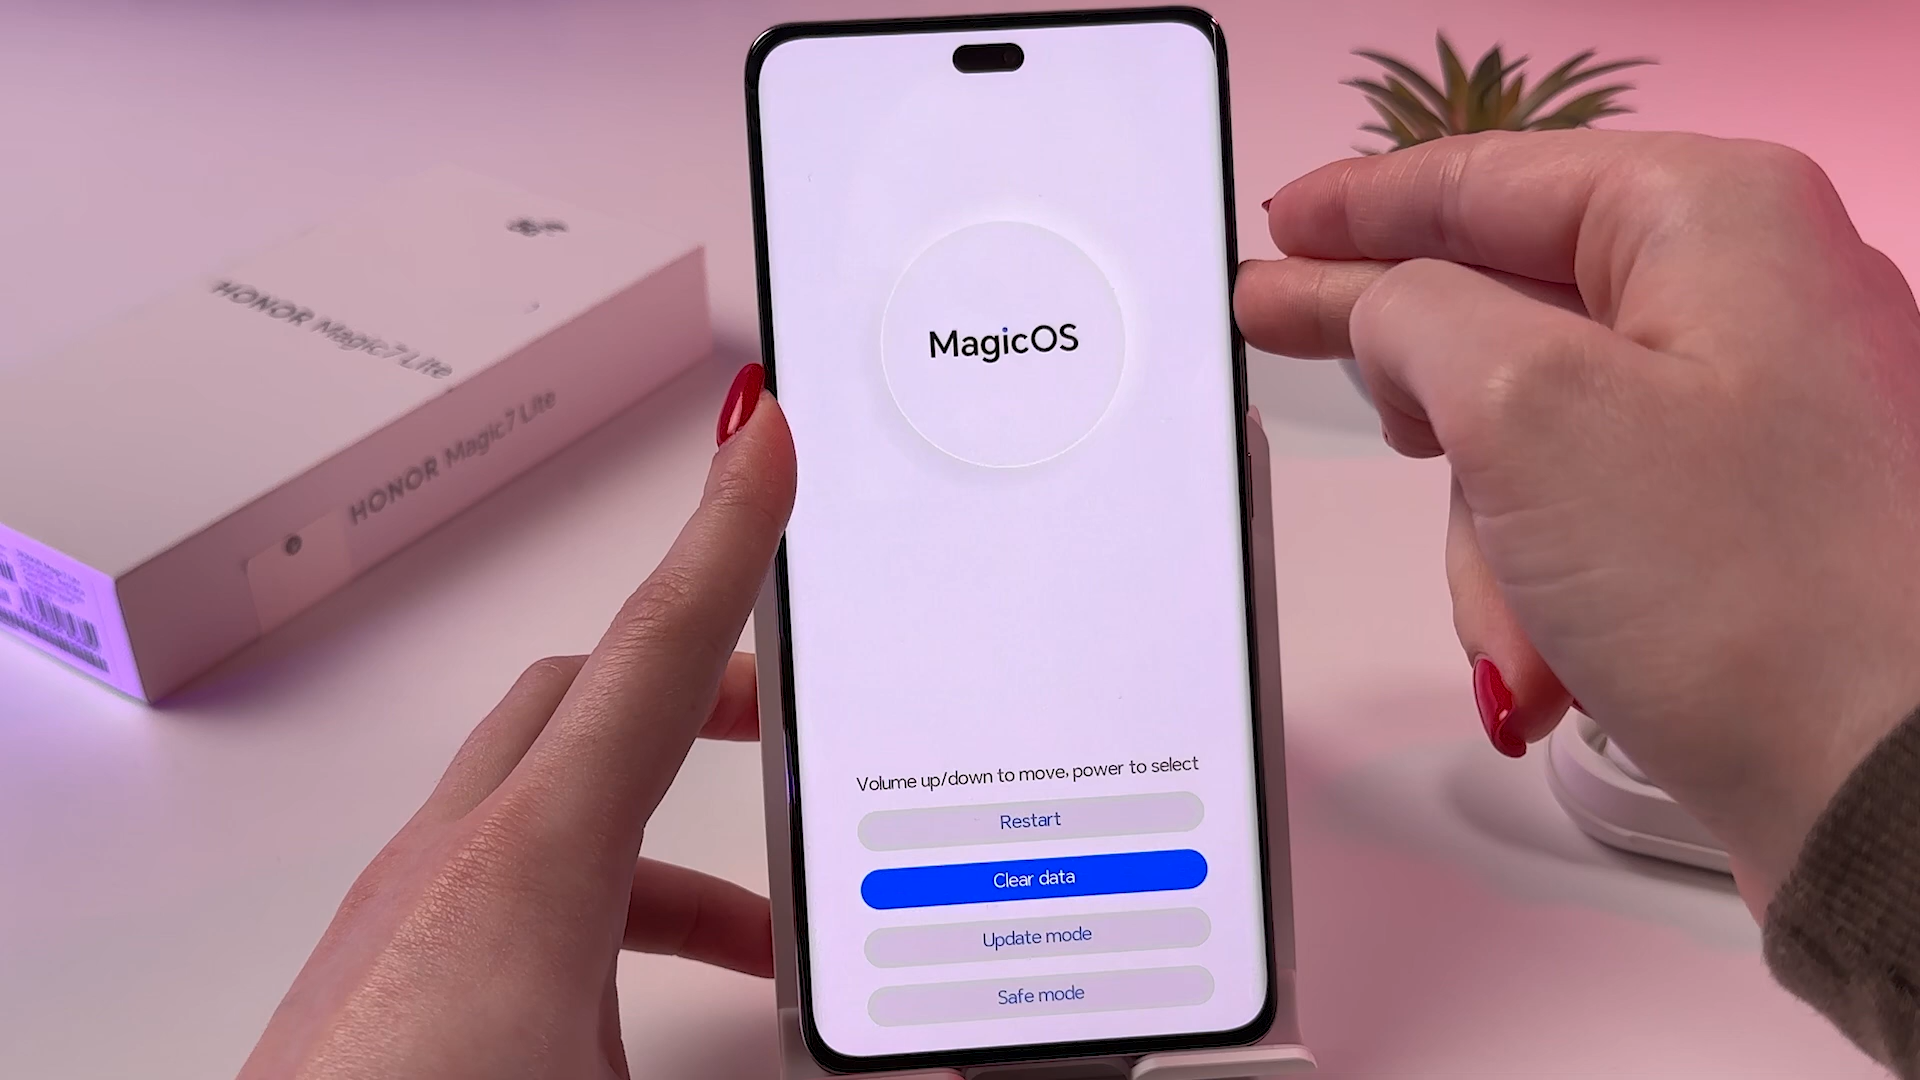 HONOR Magic7 Lite
HONOR Magic7 Lite
MagicOS
Volume up/down to move, power to select
Restart
Clear data
Update mode
Safe mode